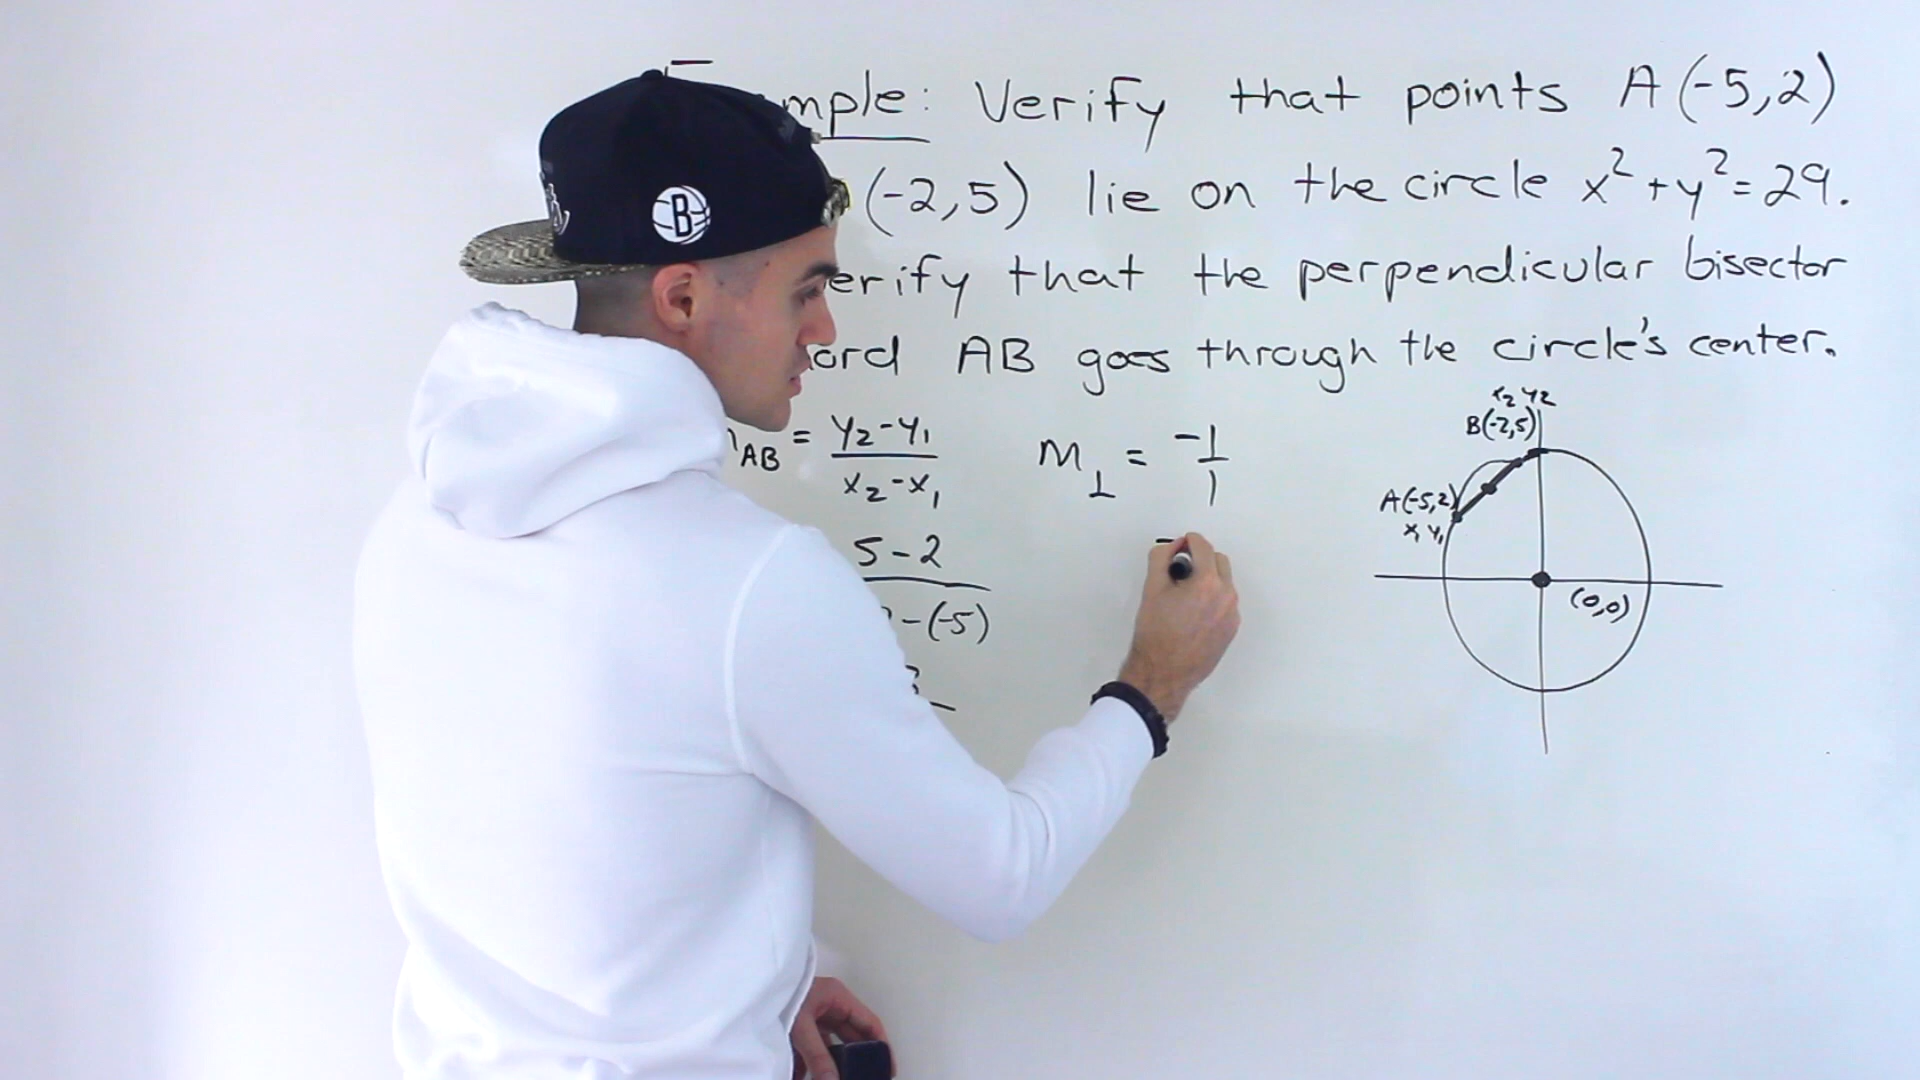 mple: Verify that points A(-5,2)
(-2,5) lie on the circle x²+y²=29.
erify that the perpendicular bisector
ord AB goes through the circle's center.
AB = y₂-y₁ / x₂-x₁
m⊥ = -1/1
5-2
-(-5)
3
x₂ y₂
B(-2,5)
A(-5,2)
x₁ y₁
(0,0)
B